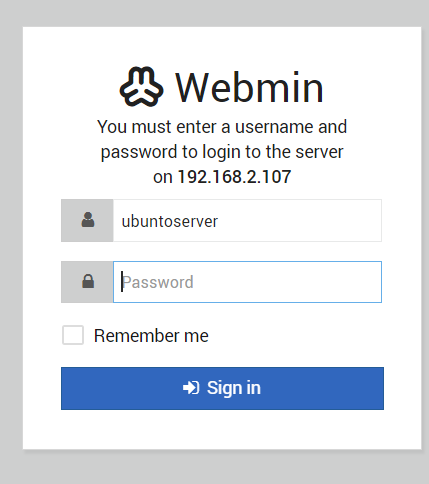 Webmin
You must enter a username and
password to login to the server
on 192.168.2.107
ubuntoserver
Password
Remember me
Sign in